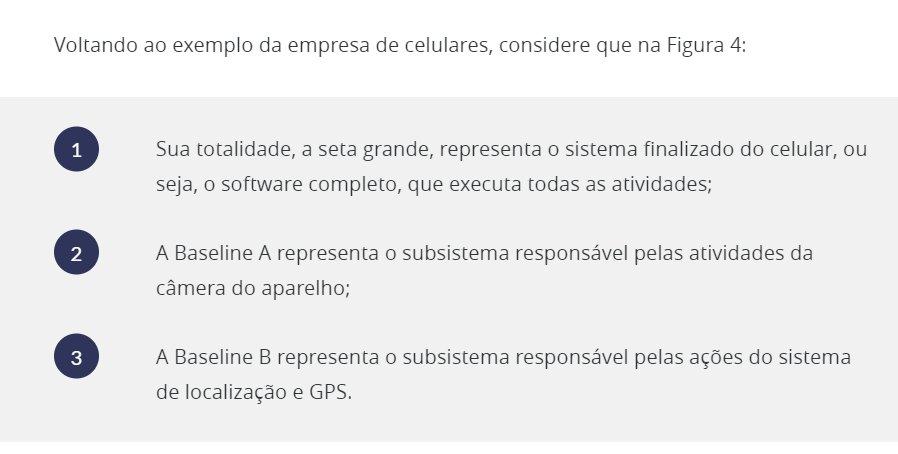 Voltando ao exemplo da empresa de celulares, considere que na Figura 4:
1
Sua totalidade, a seta grande, representa o sistema finalizado do celular, ou
seja, o software completo, que executa todas as atividades;
2
A Baseline A representa o subsistema responsável pelas atividades da
câmera do aparelho;
3
A Baseline B representa o subsistema responsável pelas ações do sistema
de localização e GPS.